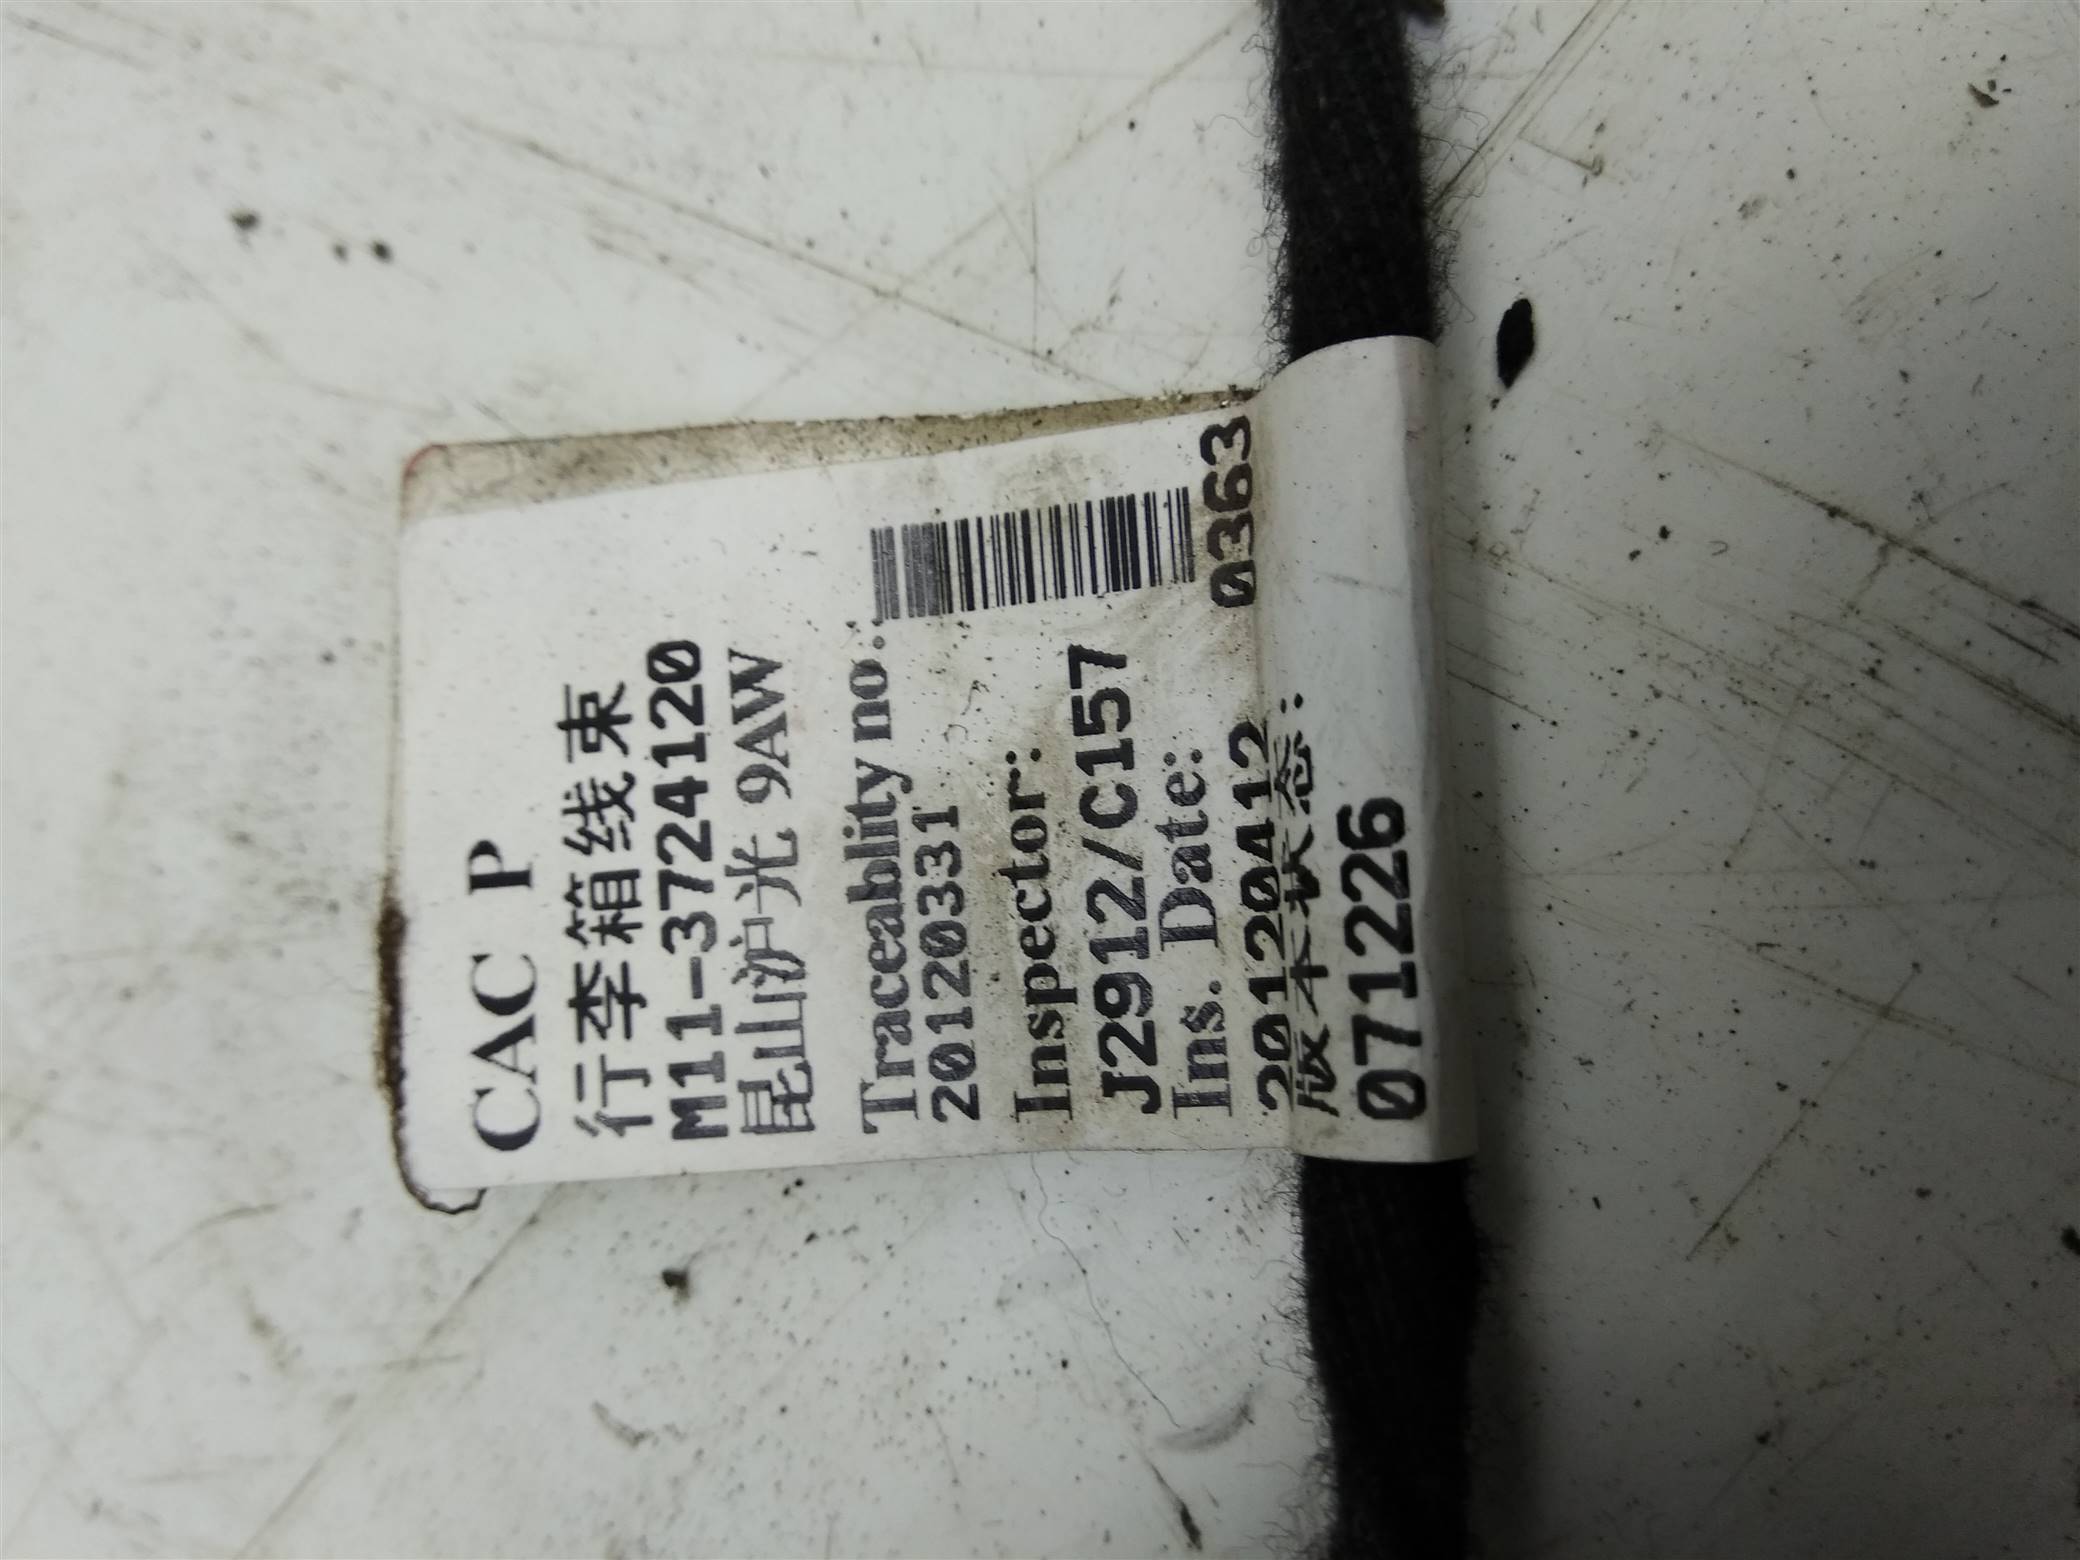 CAC P
行李箱线束
M11-3724120
昆山沪光 9AW
Traceablity no.:
20120331
Inspector:
J2912/C157
Ins. Date:
0363
20120412
版本状态:
071226